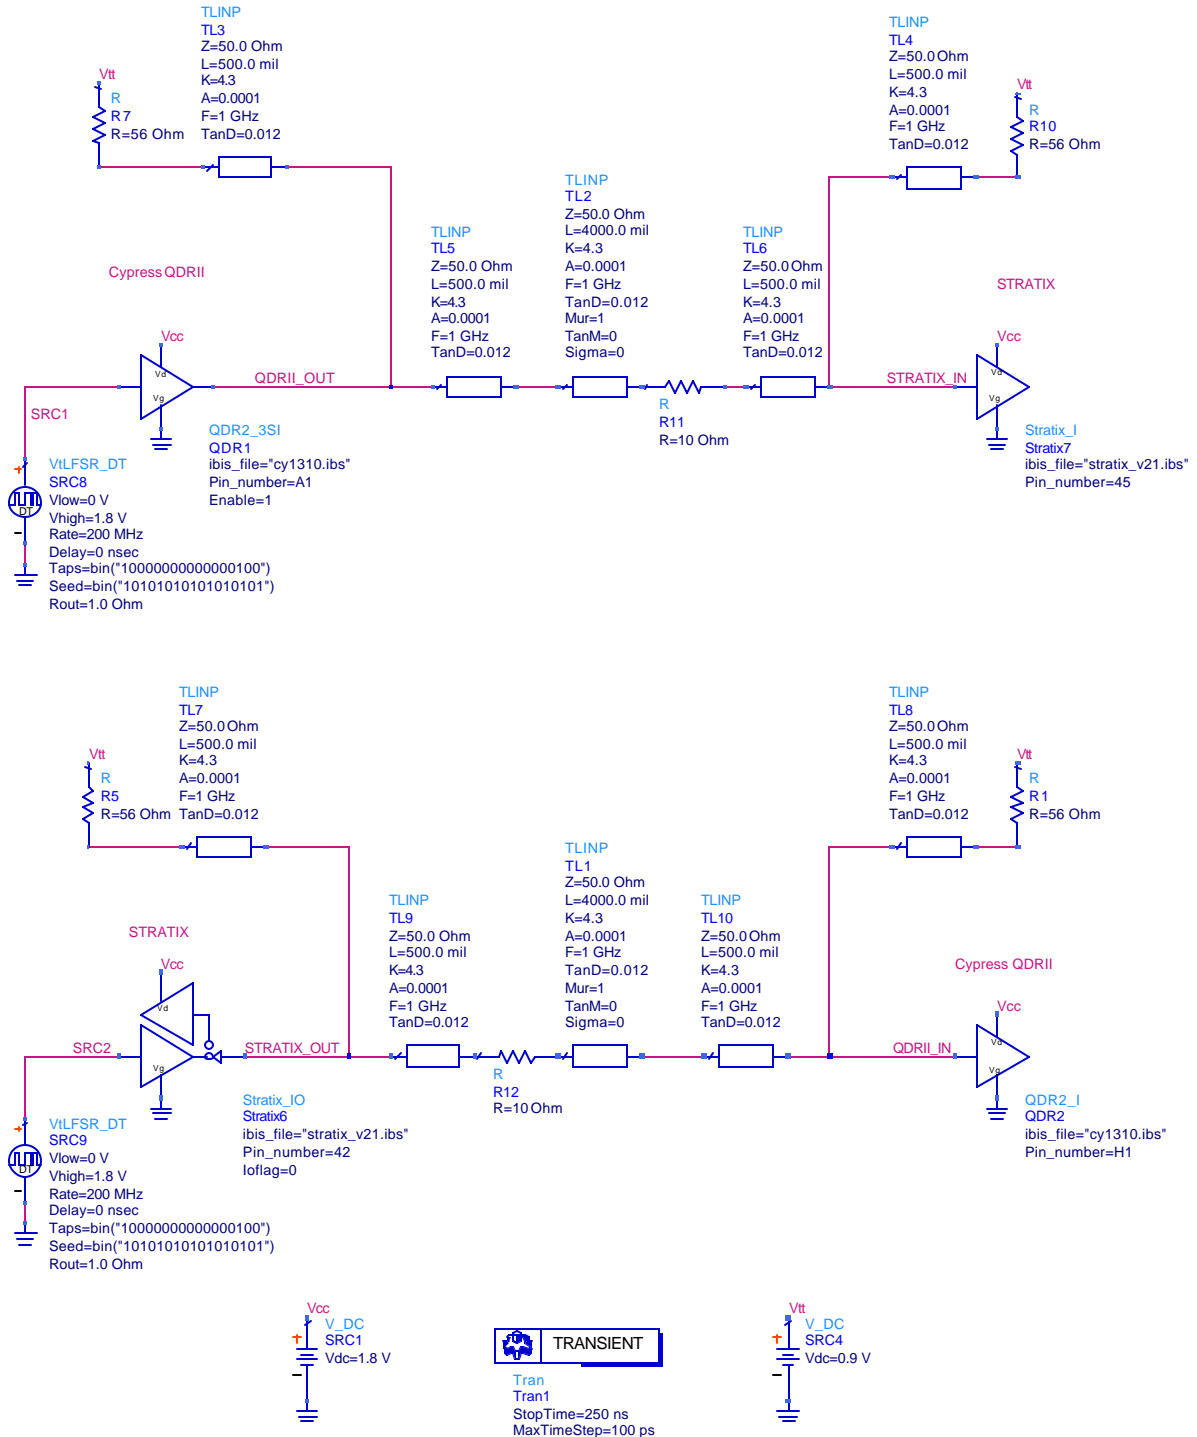 TLINP
TL3
Z=50.0 Ohm
L=500.0 mil
K=4.3
A=0.0001
F=1 GHz
TanD=0.012
Vtt
R
R7
R=56 Ohm
TLINP
TL4
Z=50.0 Ohm
L=500.0 mil
K=4.3
A=0.0001
F=1 GHz
TanD=0.012
Vtt
R
R10
R=56 Ohm
TLINP
TL2
Z=50.0 Ohm
L=4000.0 mil
K=4.3
A=0.0001
F=1 GHz
TanD=0.012
Mur=1
TanM=0
Sigma=0
TLINP
TL5
Z=50.0 Ohm
L=500.0 mil
K=4.3
A=0.0001
F=1 GHz
TanD=0.012
TLINP
TL6
Z=50.0 Ohm
L=500.0 mil
K=4.3
A=0.0001
F=1 GHz
TanD=0.012
Cypress QDRII
STRATIX
Vcc
Vd
Vg
QDRII_OUT
SRC1
R
R11
R=10 Ohm
STRATIX_IN
Vcc
Vd
Vg
QDR2_3SI
QDR1
ibis_file="cy1310.ibs"
Pin_number=A1
Enable=1
Stratix_I
Stratix7
ibis_file="stratix_v21.ibs"
Pin_number=45
DT
VtLFSR_DT
SRC8
Vlow=0 V
Vhigh=1.8 V
Rate=200 MHz
Delay=0 nsec
Taps=bin("10000000000000100")
Seed=bin("10101010101010101")
Rout=1.0 Ohm
TLINP
TL7
Z=50.0 Ohm
L=500.0 mil
K=4.3
A=0.0001
F=1 GHz
TanD=0.012
Vtt
R
R5
R=56 Ohm
TLINP
TL8
Z=50.0 Ohm
L=500.0 mil
K=4.3
A=0.0001
F=1 GHz
TanD=0.012
Vtt
R
R1
R=56 Ohm
TLINP
TL1
Z=50.0 Ohm
L=4000.0 mil
K=4.3
A=0.0001
F=1 GHz
TanD=0.012
Mur=1
TanM=0
Sigma=0
TLINP
TL9
Z=50.0 Ohm
L=500.0 mil
K=4.3
A=0.0001
F=1 GHz
TanD=0.012
TLINP
TL10
Z=50.0 Ohm
L=500.0 mil
K=4.3
A=0.0001
F=1 GHz
TanD=0.012
STRATIX
Cypress QDRII
Vcc
Vd
Vg
SRC2
STRATIX_OUT
R
R12
R=10 Ohm
QDRII_IN
Vcc
Vd
Vg
Stratix_IO
Stratix6
ibis_file="stratix_v21.ibs"
Pin_number=42
Ioflag=0
QDR2_I
QDR2
ibis_file="cy1310.ibs"
Pin_number=H1
DT
VtLFSR_DT
SRC9
Vlow=0 V
Vhigh=1.8 V
Rate=200 MHz
Delay=0 nsec
Taps=bin("10000000000000100")
Seed=bin("10101010101010101")
Rout=1.0 Ohm
Vcc
V_DC
SRC1
Vdc=1.8 V
TRANSIENT
Tran
Tran1
StopTime=250 ns
MaxTimeStep=100 ps
Vtt
V_DC
SRC4
Vdc=0.9 V